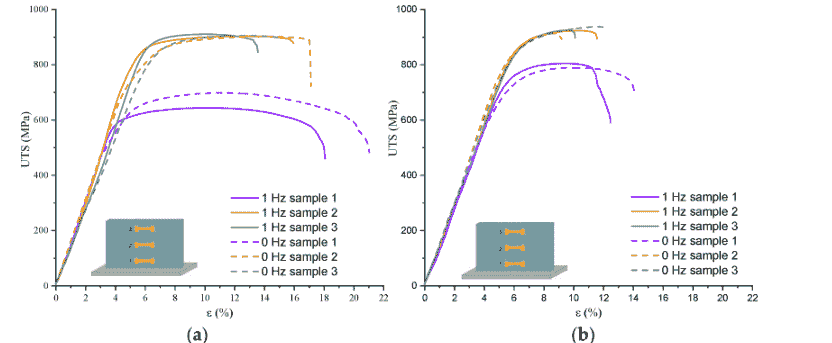 1000
800
600
400
200
0
UTS (MPa)
1 Hz sample 1
1 Hz sample 2
1 Hz sample 3
0 Hz sample 1
0 Hz sample 2
0 Hz sample 3
0 2 4 6 8 10 12 14 16 18 20 22
ε (%)
(a)
1000
800
600
400
200
0
UTS (MPa)
1 Hz sample 1
1 Hz sample 2
1 Hz sample 3
0 Hz sample 1
0 Hz sample 2
0 Hz sample 3
0 2 4 6 8 10 12 14 16 18 20 22
ε (%)
(b)